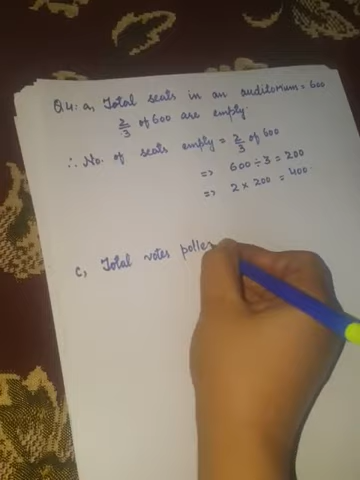 Q4: a, Total seats in an auditorium = 600
2/3 of 600 are empty.
∴ No. of seats empty = 2/3 of 600
=> 600 ÷ 3 = 200
=> 2 × 200 = 400.
c, Total votes polle